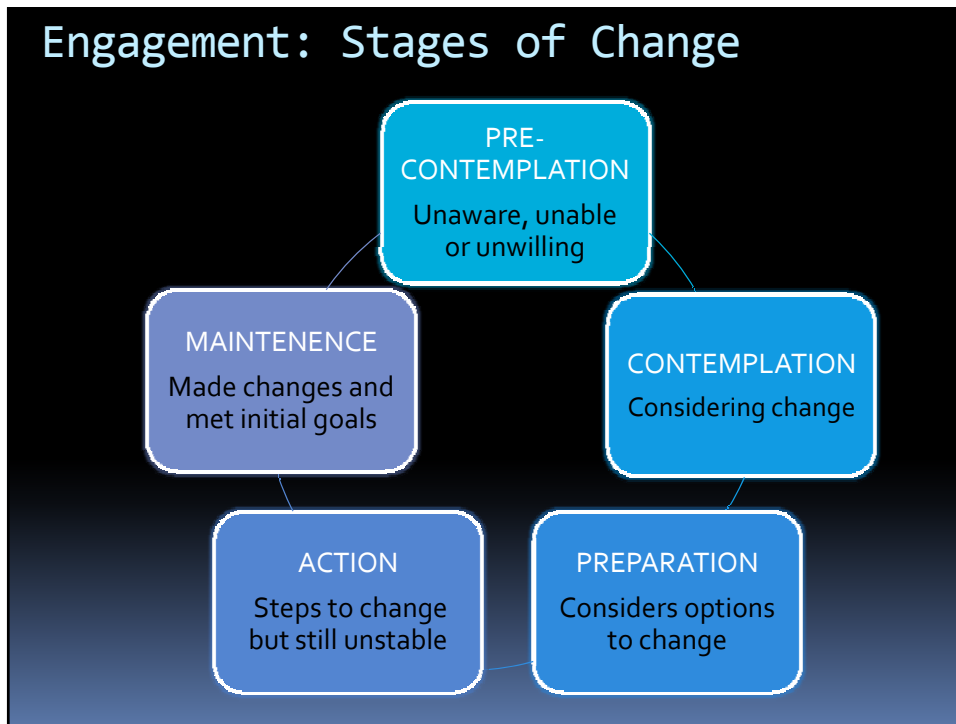 Engagement: Stages of Change
PRE-
CONTEMPLATION
Unaware, unable
or unwilling
CONTEMPLATION
Considering change
PREPARATION
Considers options
to change
ACTION
Steps to change
but still unstable
MAINTENENCE
Made changes and
met initial goals